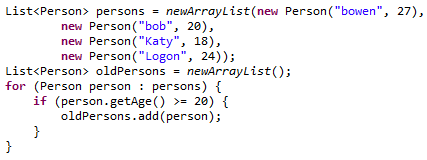 List<Person> persons = newArrayList(new Person("bowen", 27),
        new Person("bob", 20),
        new Person("Katy", 18),
        new Person("Logon", 24));
List<Person> oldPersons = newArrayList();
for (Person person : persons) {
    if (person.getAge() >= 20) {
        oldPersons.add(person);
    }
}